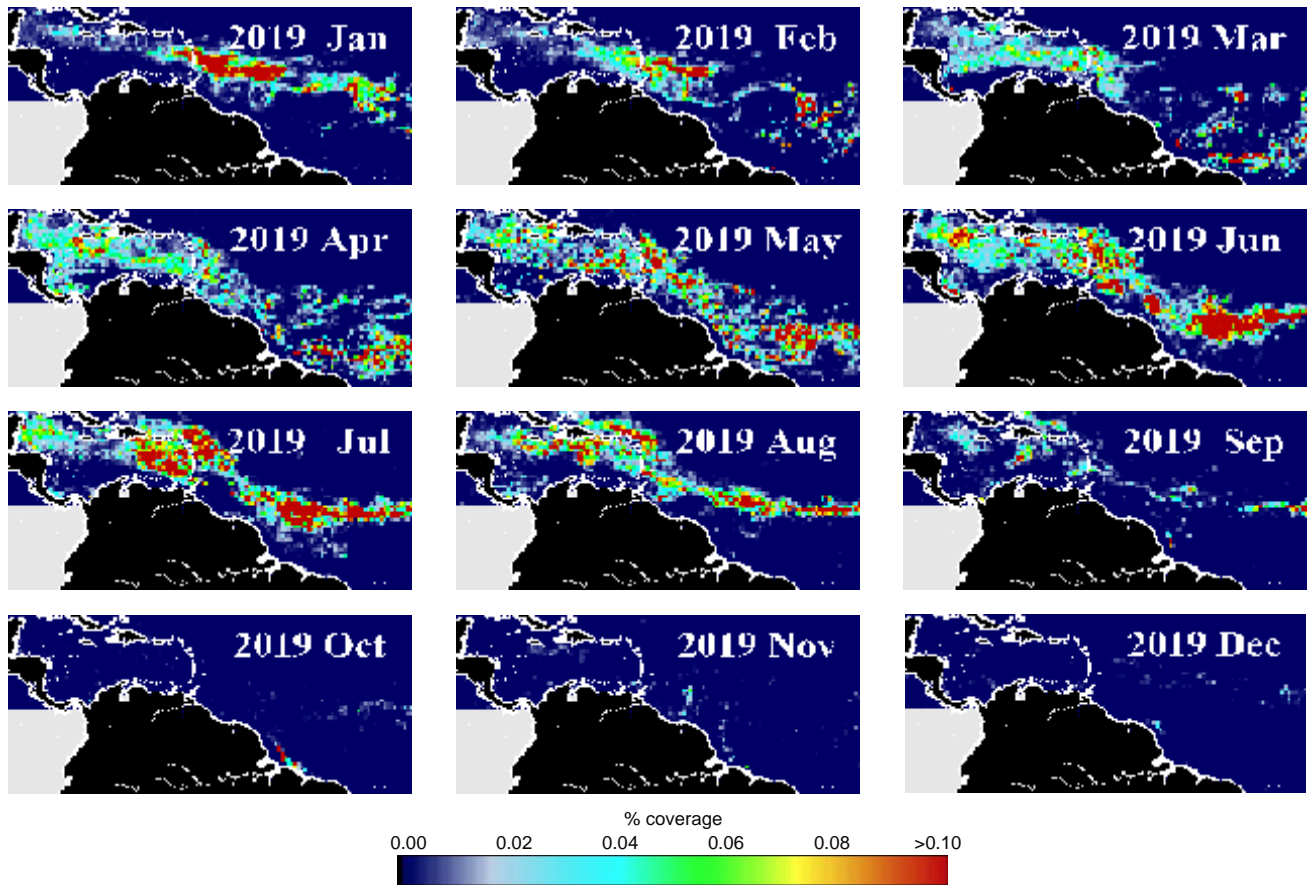 2019 Jan
2019 Feb
2019 Mar
2019 Apr
2019 May
2019 Jun
2019 Jul
2019 Aug
2019 Sep
2019 Oct
2019 Nov
2019 Dec
% coverage
0.00 0.02 0.04 0.06 0.08 >0.10